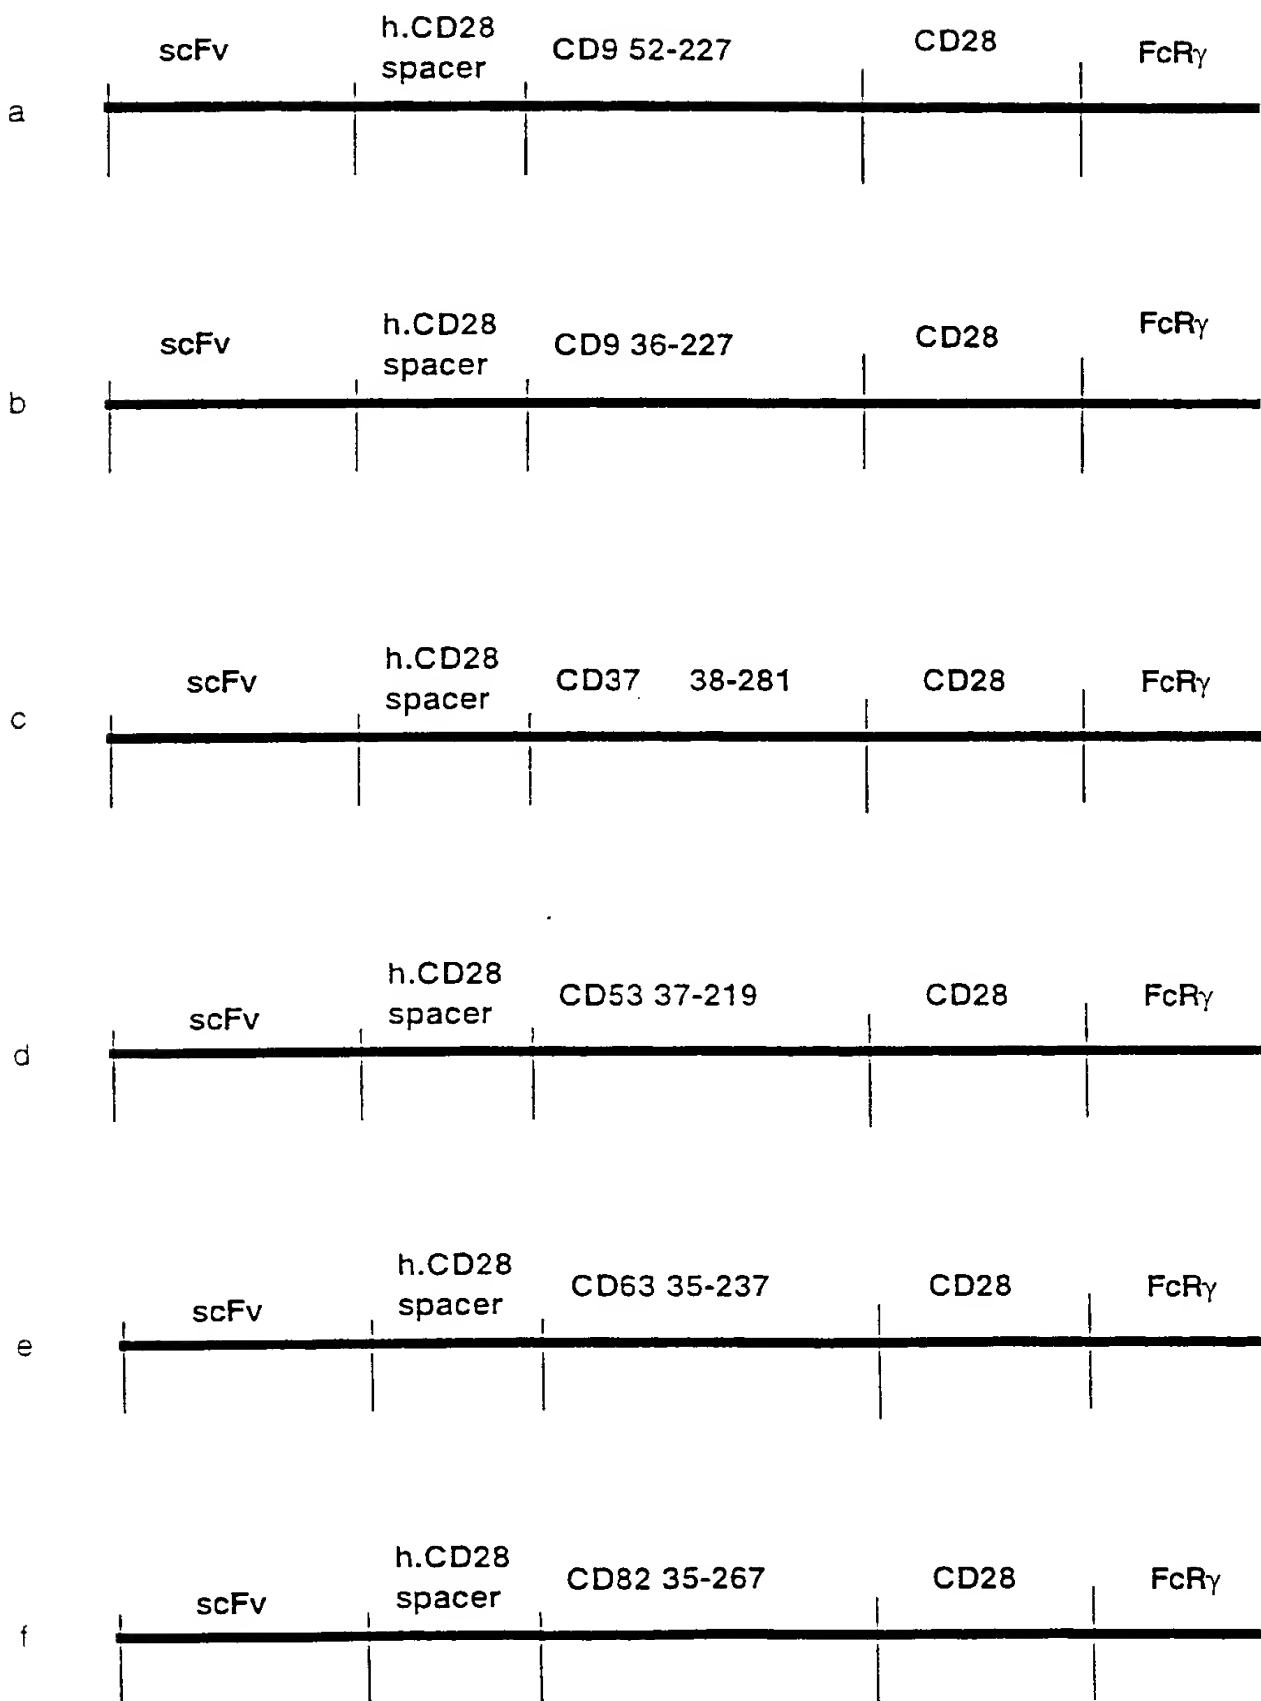 scFv
h.CD28
spacer
CD9 52-227
CD28
FcRγ
a
scFv
h.CD28
spacer
CD9 36-227
CD28
FcRγ
b
scFv
h.CD28
spacer
CD37 38-281
CD28
FcRγ
c
scFv
h.CD28
spacer
CD53 37-219
CD28
FcRγ
d
scFv
h.CD28
spacer
CD63 35-237
CD28
FcRγ
e
scFv
h.CD28
spacer
CD82 35-267
CD28
FcRγ
f